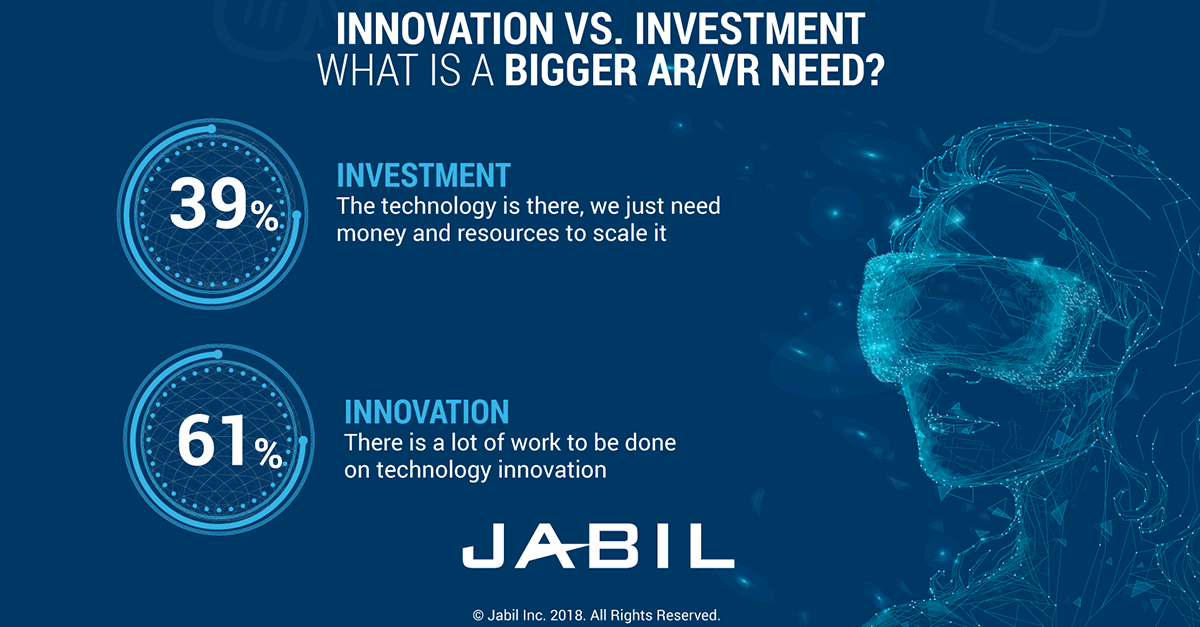 INNOVATION VS. INVESTMENT
WHAT IS A BIGGER AR/VR NEED?
39%
INVESTMENT
The technology is there, we just need
money and resources to scale it
61%
INNOVATION
There is a lot of work to be done
on technology innovation
JABIL
© Jabil Inc. 2018. All Rights Reserved.